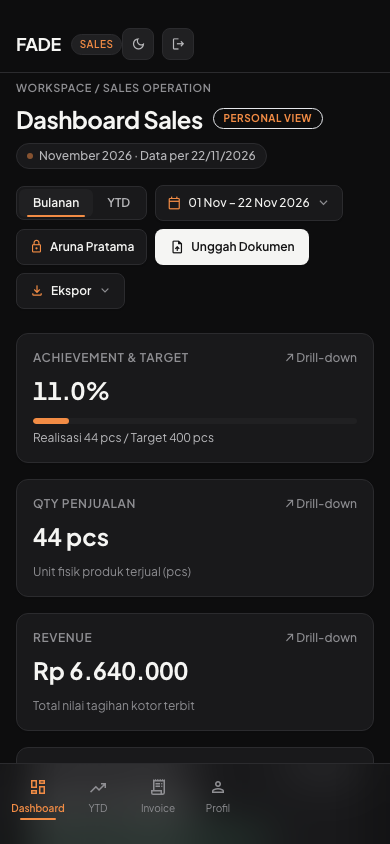 FADE SALES
WORKSPACE / SALES OPERATION
Dashboard Sales PERSONAL VIEW
November 2026 · Data per 22/11/2026
Bulanan YTD 01 Nov – 22 Nov 2026
Aruna Pratama Unggah Dokumen
Ekspor
ACHIEVEMENT & TARGET Drill-down
11.0%
Realisasi 44 pcs / Target 400 pcs
QTY PENJUALAN Drill-down
44 pcs
Unit fisik produk terjual (pcs)
REVENUE Drill-down
Rp 6.640.000
Total nilai tagihan kotor terbit
Dashboard YTD Invoice Profil